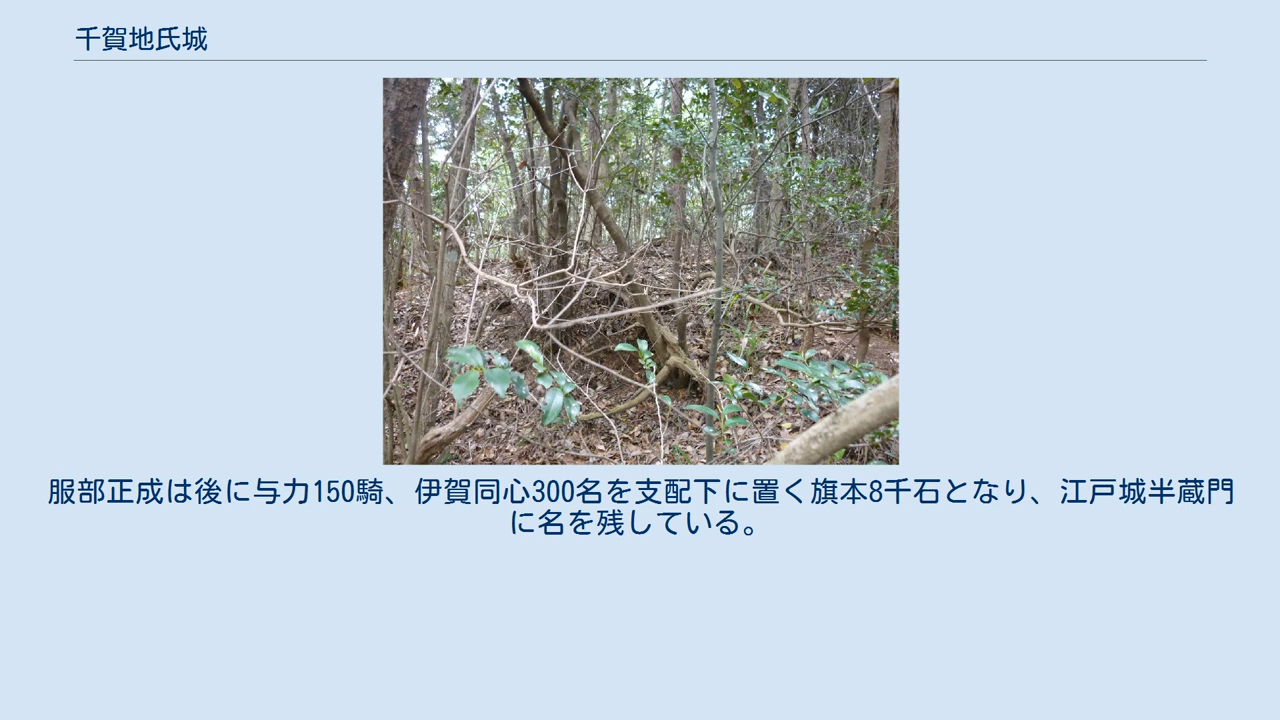 千賀地氏城
服部正成は後に与力150騎、伊賀同心300名を支配下に置く旗本8千石となり、江戸城半蔵門
に名を残している。